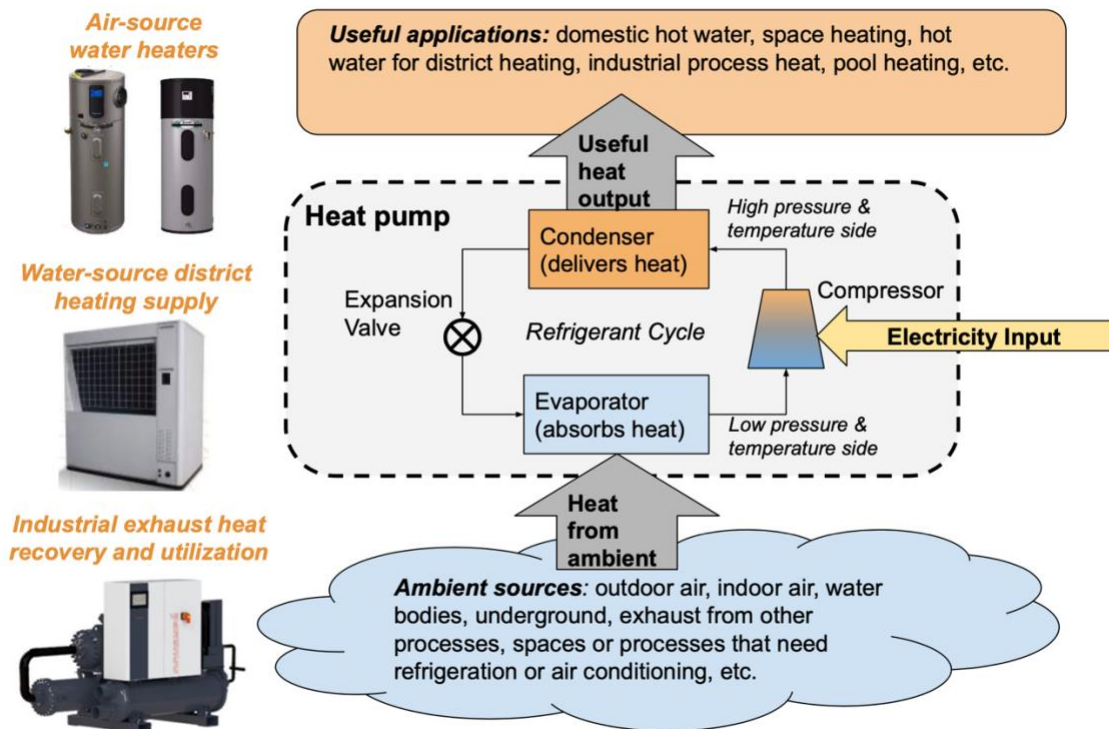 Air-source
water heaters
Useful applications: domestic hot water, space heating, hot
water for district heating, industrial process heat, pool heating, etc.
Useful
heat
output
Heat pump
High pressure &
temperature side
Condenser
(delivers heat)
Water-source district
heating supply
Expansion
Valve
Compressor
Refrigerant Cycle
Electricity Input
Evaporator
(absorbs heat)
Low pressure &
temperature side
Industrial exhaust heat
recovery and utilization
Heat
from
ambient
Ambient sources: outdoor air, indoor air, water
bodies, underground, exhaust from other
processes, spaces or processes that need
refrigeration or air conditioning, etc.